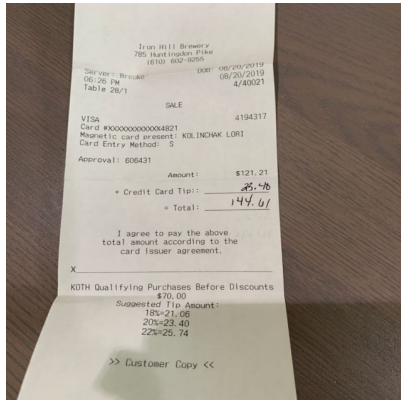 Iron Hill Brewery
785 Huntingdon Pike
(610) 602-9255
Server: Brooke DOB: 08/20/2019
06:26 PM 08/20/2019
Table 28/1 4/40021
SALE
VISA 4194317
Card #XXXXXXXXXXXX4821
Magnetic card present: KOLINCHAK LORI
Card Entry Method: S
Approval: 606431
Amount: $121.21
+ Credit Card Tip::
= Total: 144.61
I agree to pay the above
total amount according to the
card issuer agreement.
X
KOTH Qualifying Purchases Before Discounts
$70.00
Suggested Tip Amount:
18%=21.06
20%=23.40
22%=25.74
>> Customer Copy <<